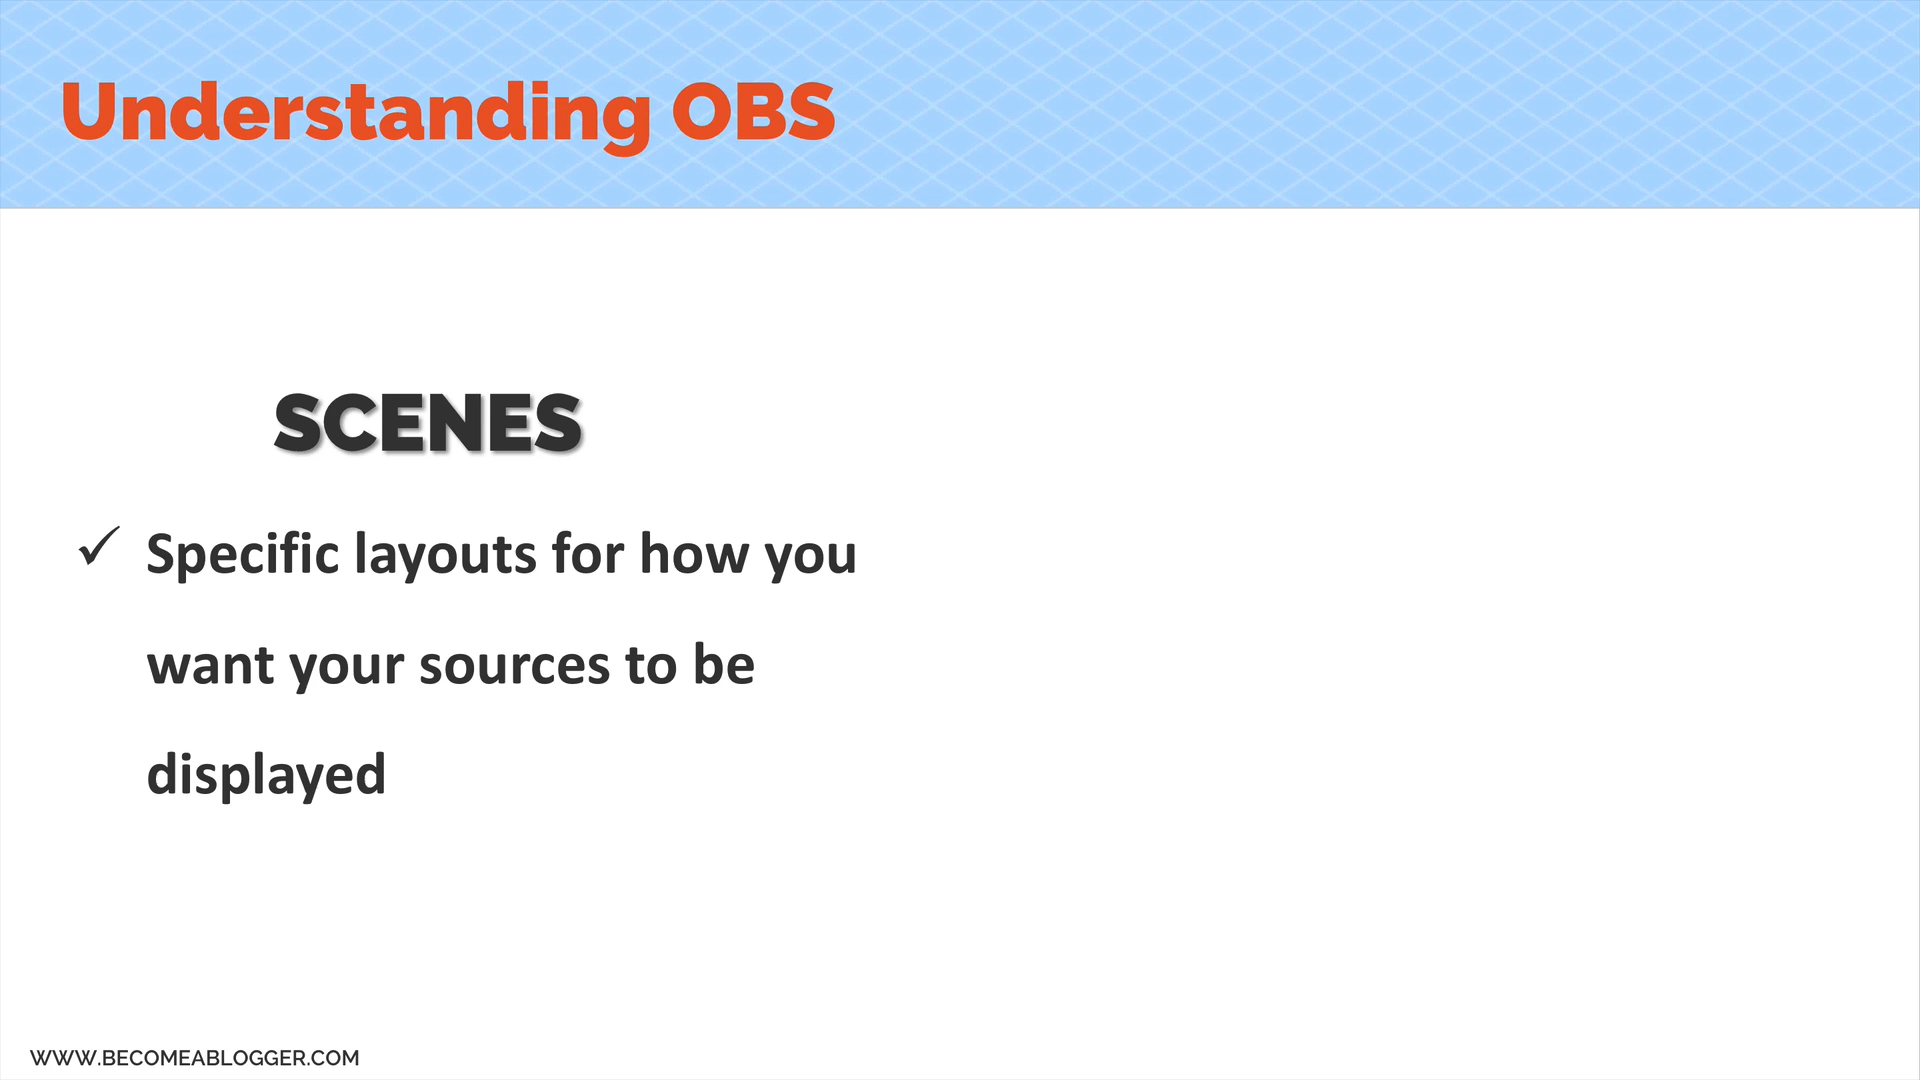 Understanding OBS
SCENES
✓ Specific layouts for how you
want your sources to be
displayed
WWW.BECOMEABLOGGER.COM